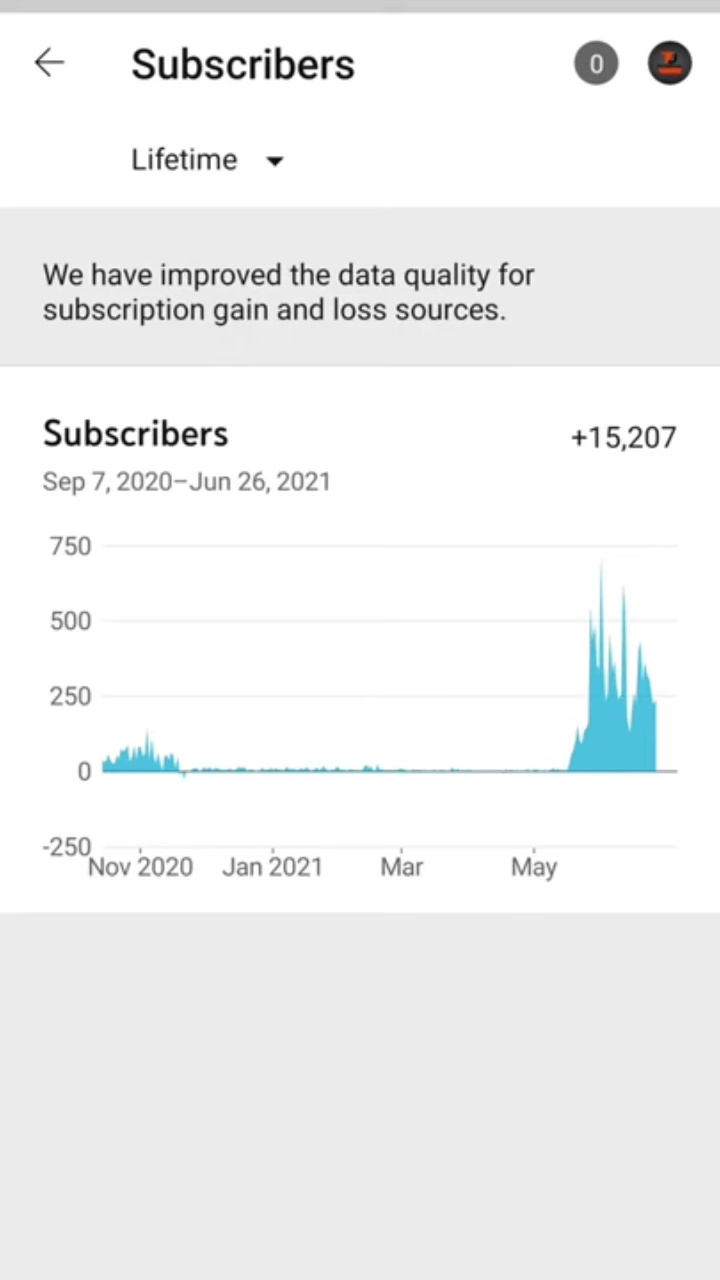 Subscribers
0
Lifetime
We have improved the data quality for
subscription gain and loss sources.
Subscribers
+15,207
Sep 7, 2020–Jun 26, 2021
750
500
250
0
-250
Nov 2020 Jan 2021 Mar May